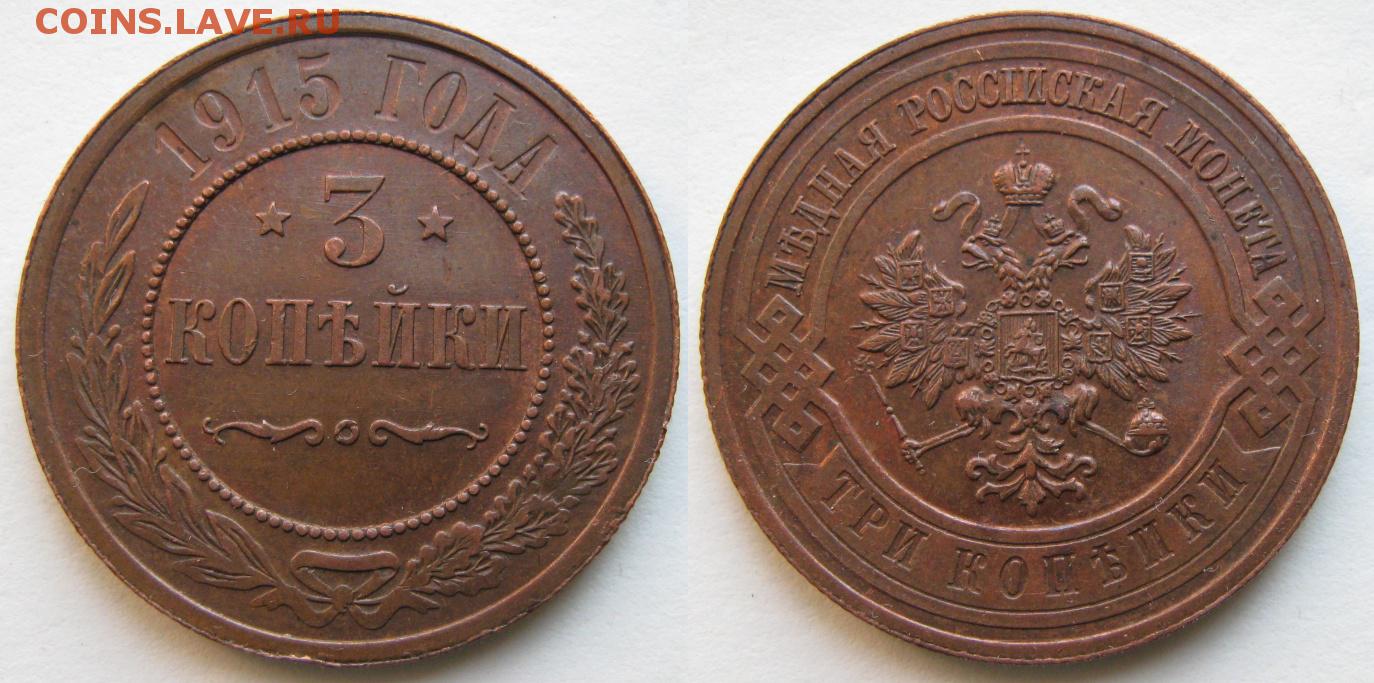 COINS.LAVE.RU
1915 ГОДА
3
КОПѢЙКИ
МѢДНАЯ РОССIЙСКАЯ МОНЕТА
ТРИ КОПѢЙКИ